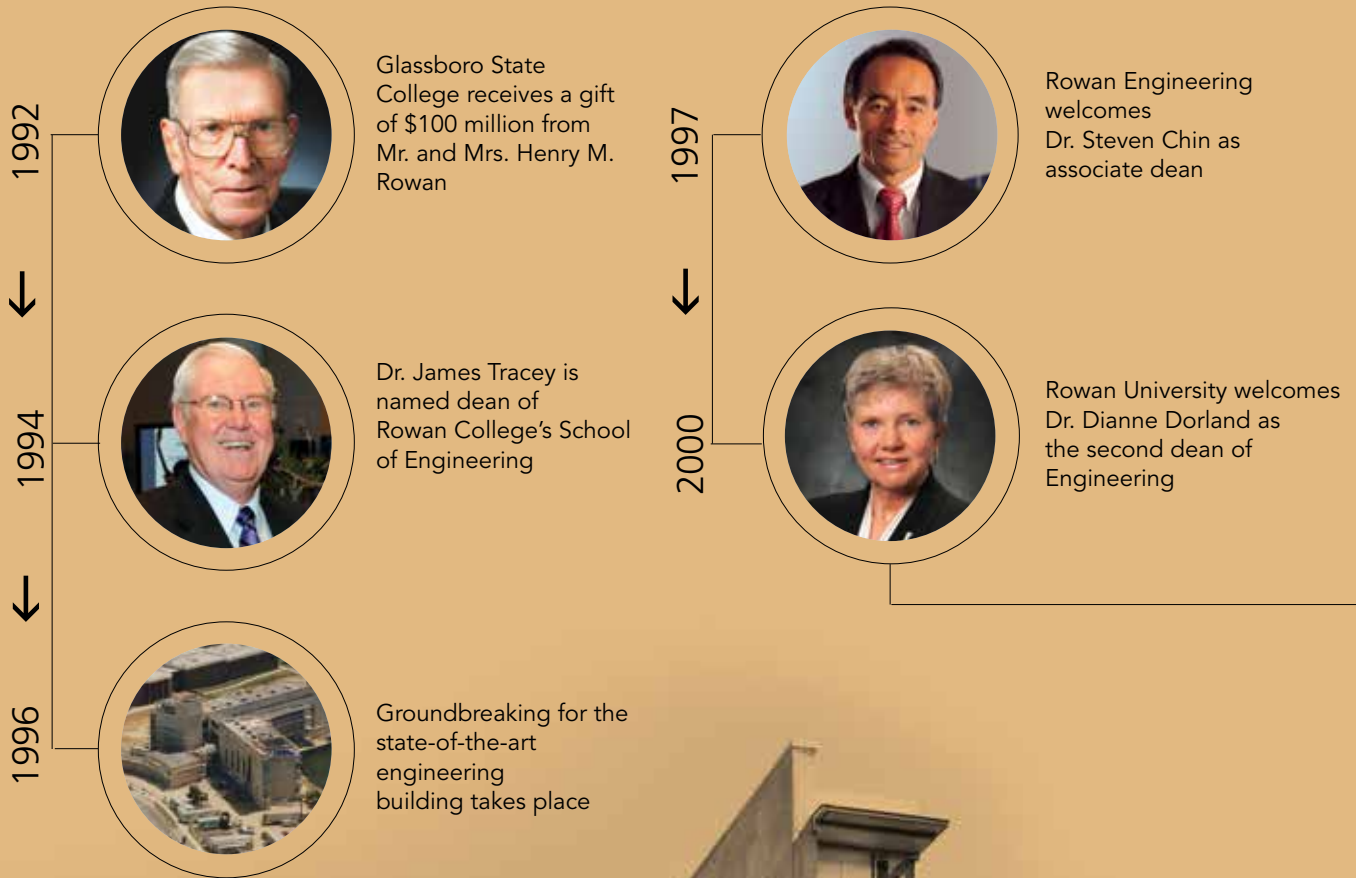 1992
Glassboro State
College receives a gift
of $100 million from
Mr. and Mrs. Henry M.
Rowan
1994
Dr. James Tracey is
named dean of
Rowan College’s School
of Engineering
1996
Groundbreaking for the
state-of-the-art
engineering
building takes place
1997
Rowan Engineering
welcomes
Dr. Steven Chin as
associate dean
2000
Rowan University welcomes
Dr. Dianne Dorland as
the second dean of
Engineering